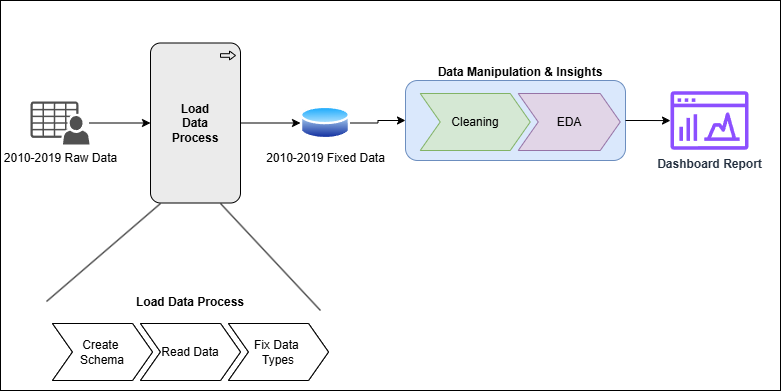 Data Manipulation & Insights
Load
Data
Process
Cleaning
EDA
2010-2019 Raw Data
2010-2019 Fixed Data
Dashboard Report
Load Data Process
Create
Schema
Read Data
Fix Data
Types